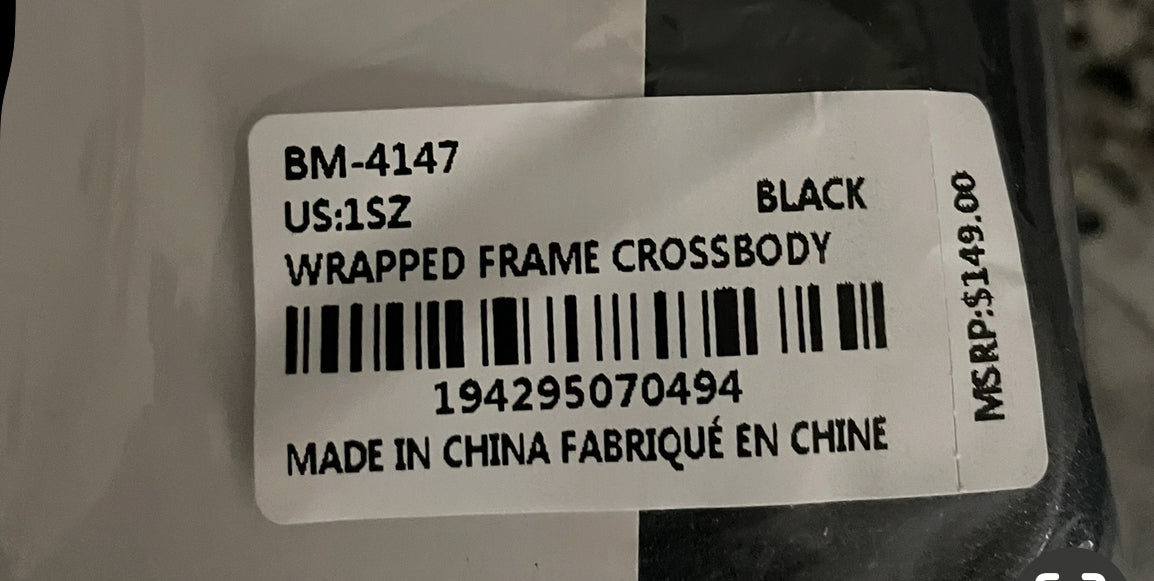 BM-4147
US:1SZ BLACK
WRAPPED FRAME CROSSBODY
194295070494
MADE IN CHINA FABRIQUÉ EN CHINE
MSRP:$149.00